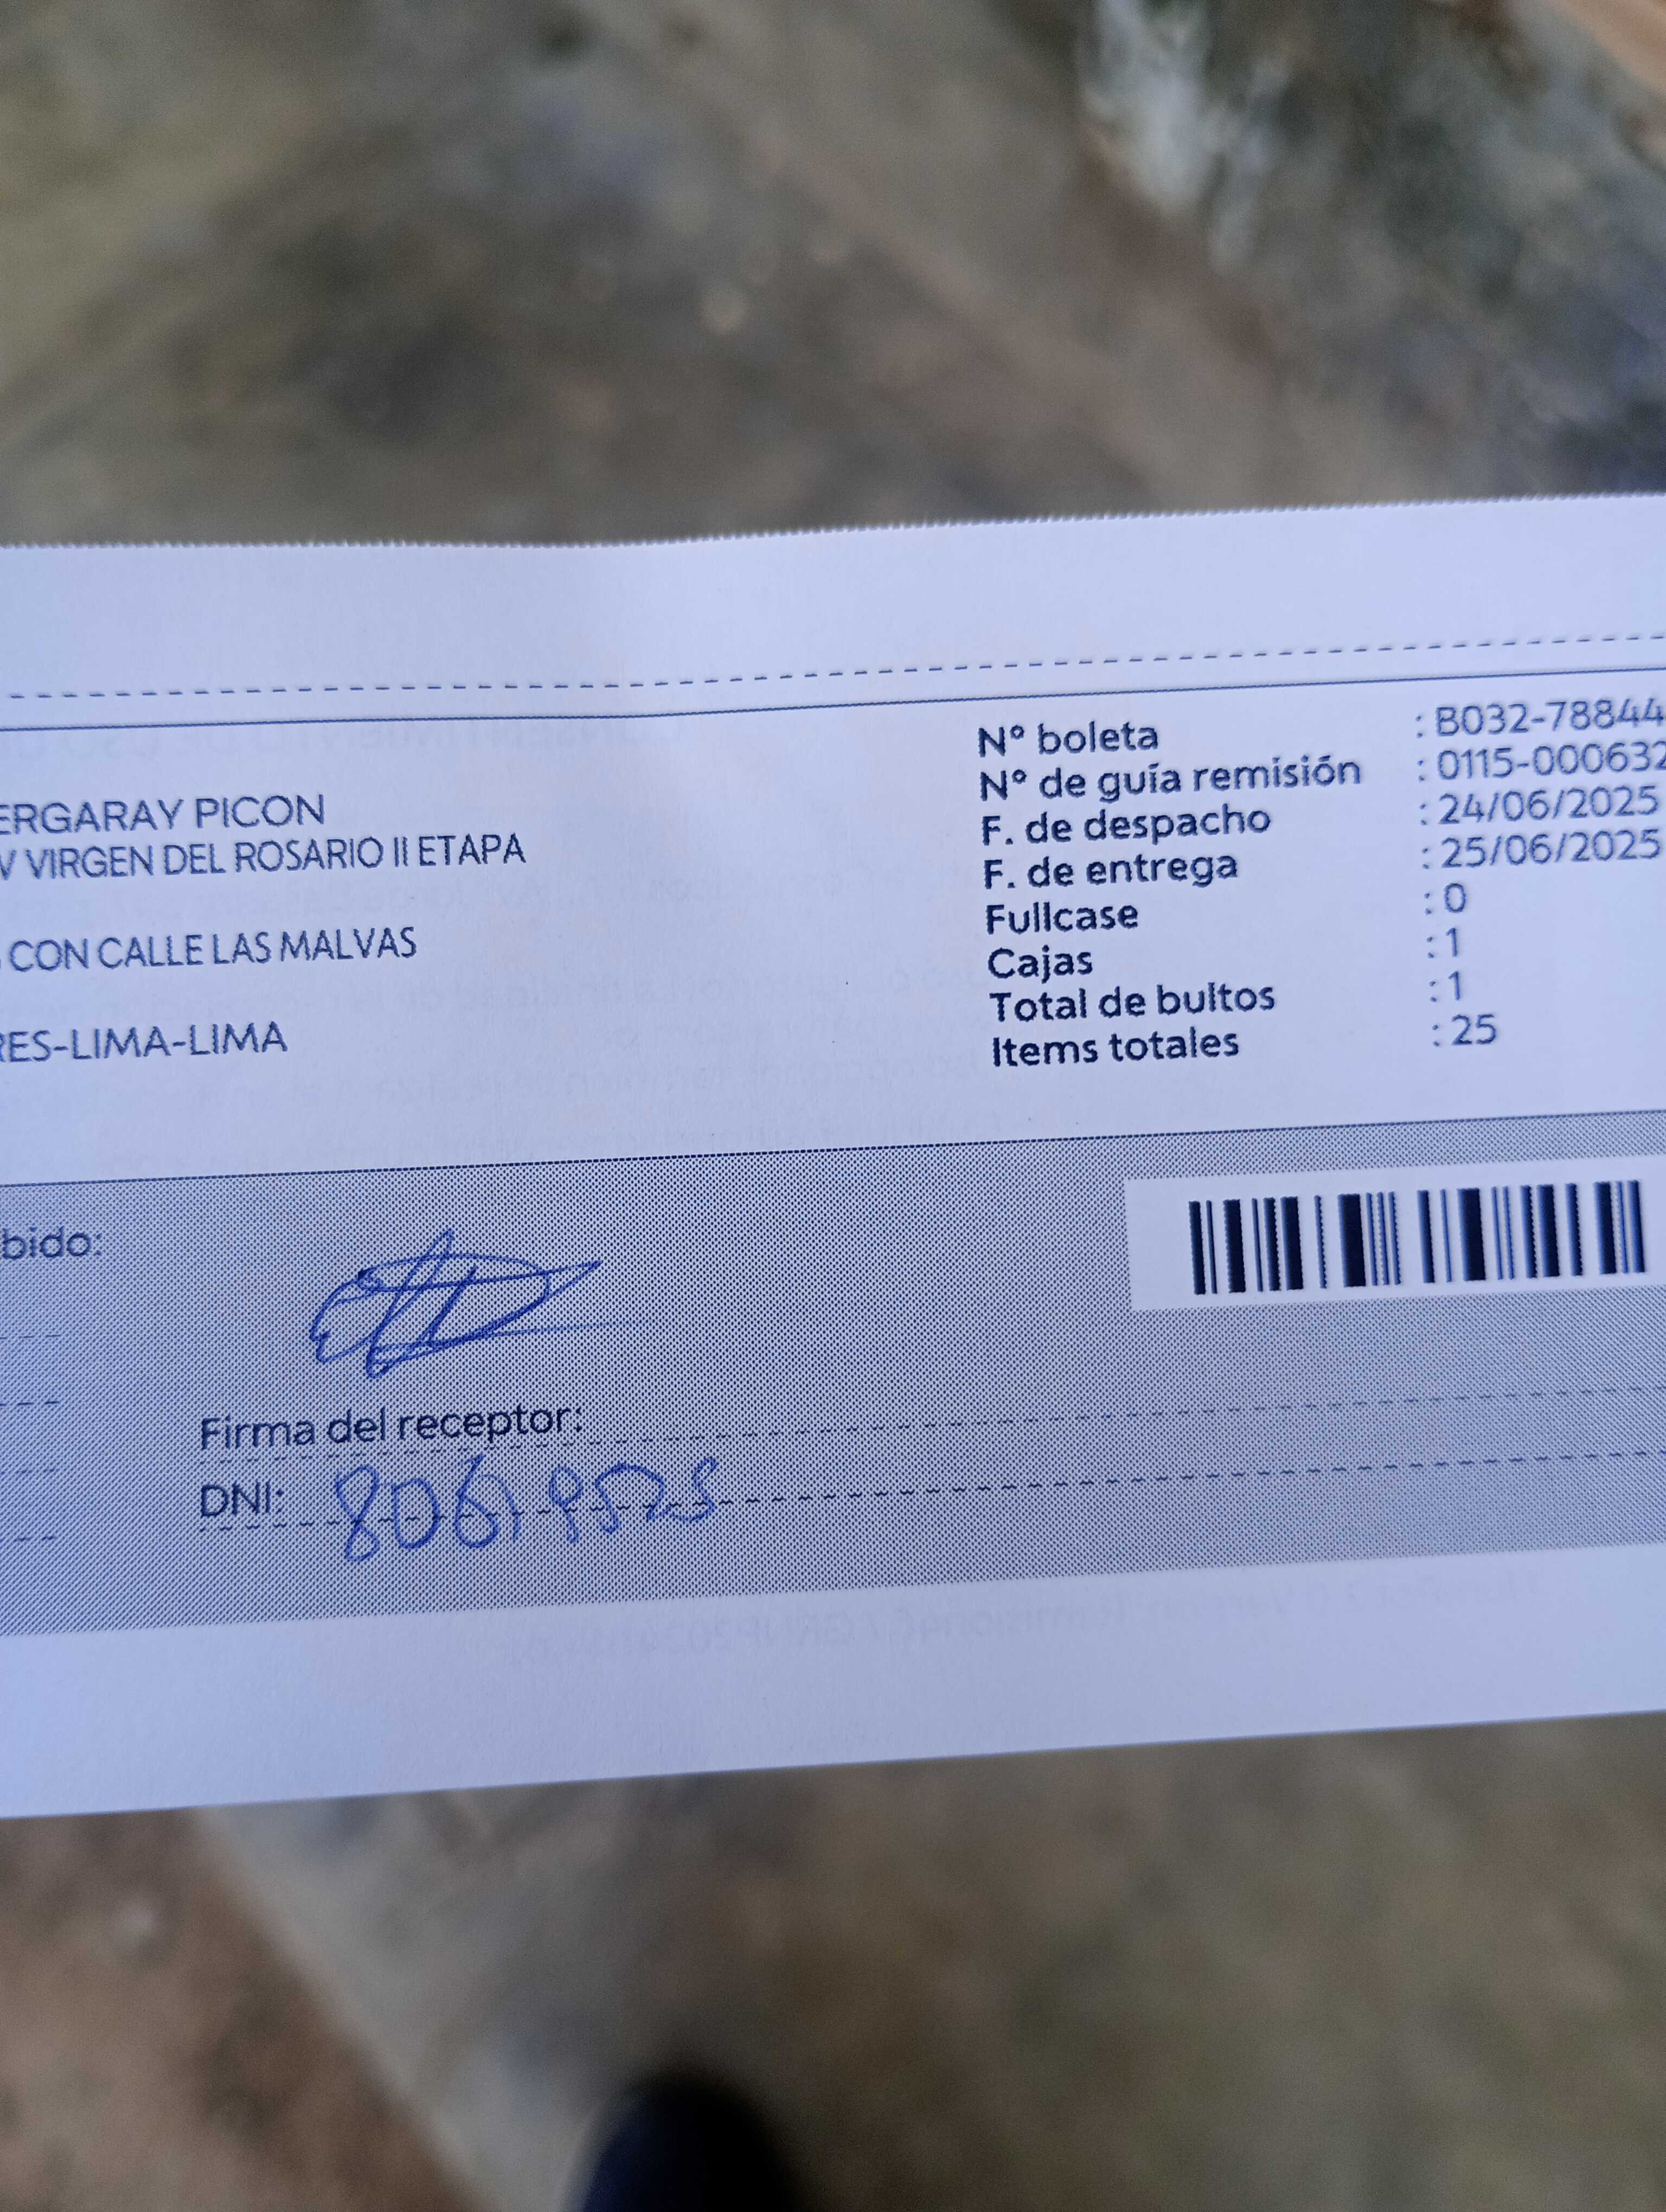 ERGARAY PICON
V VIRGEN DEL ROSARIO II ETAPA
CON CALLE LAS MALVAS
RES-LIMA-LIMA
N° boleta : B032-78844
N° de guía remisión : 0115-000632
F. de despacho : 24/06/2025
F. de entrega : 25/06/2025
Fullcase : 0
Cajas : 1
Total de bultos : 1
Items totales : 25
bido:
Firma del receptor:
DNI: